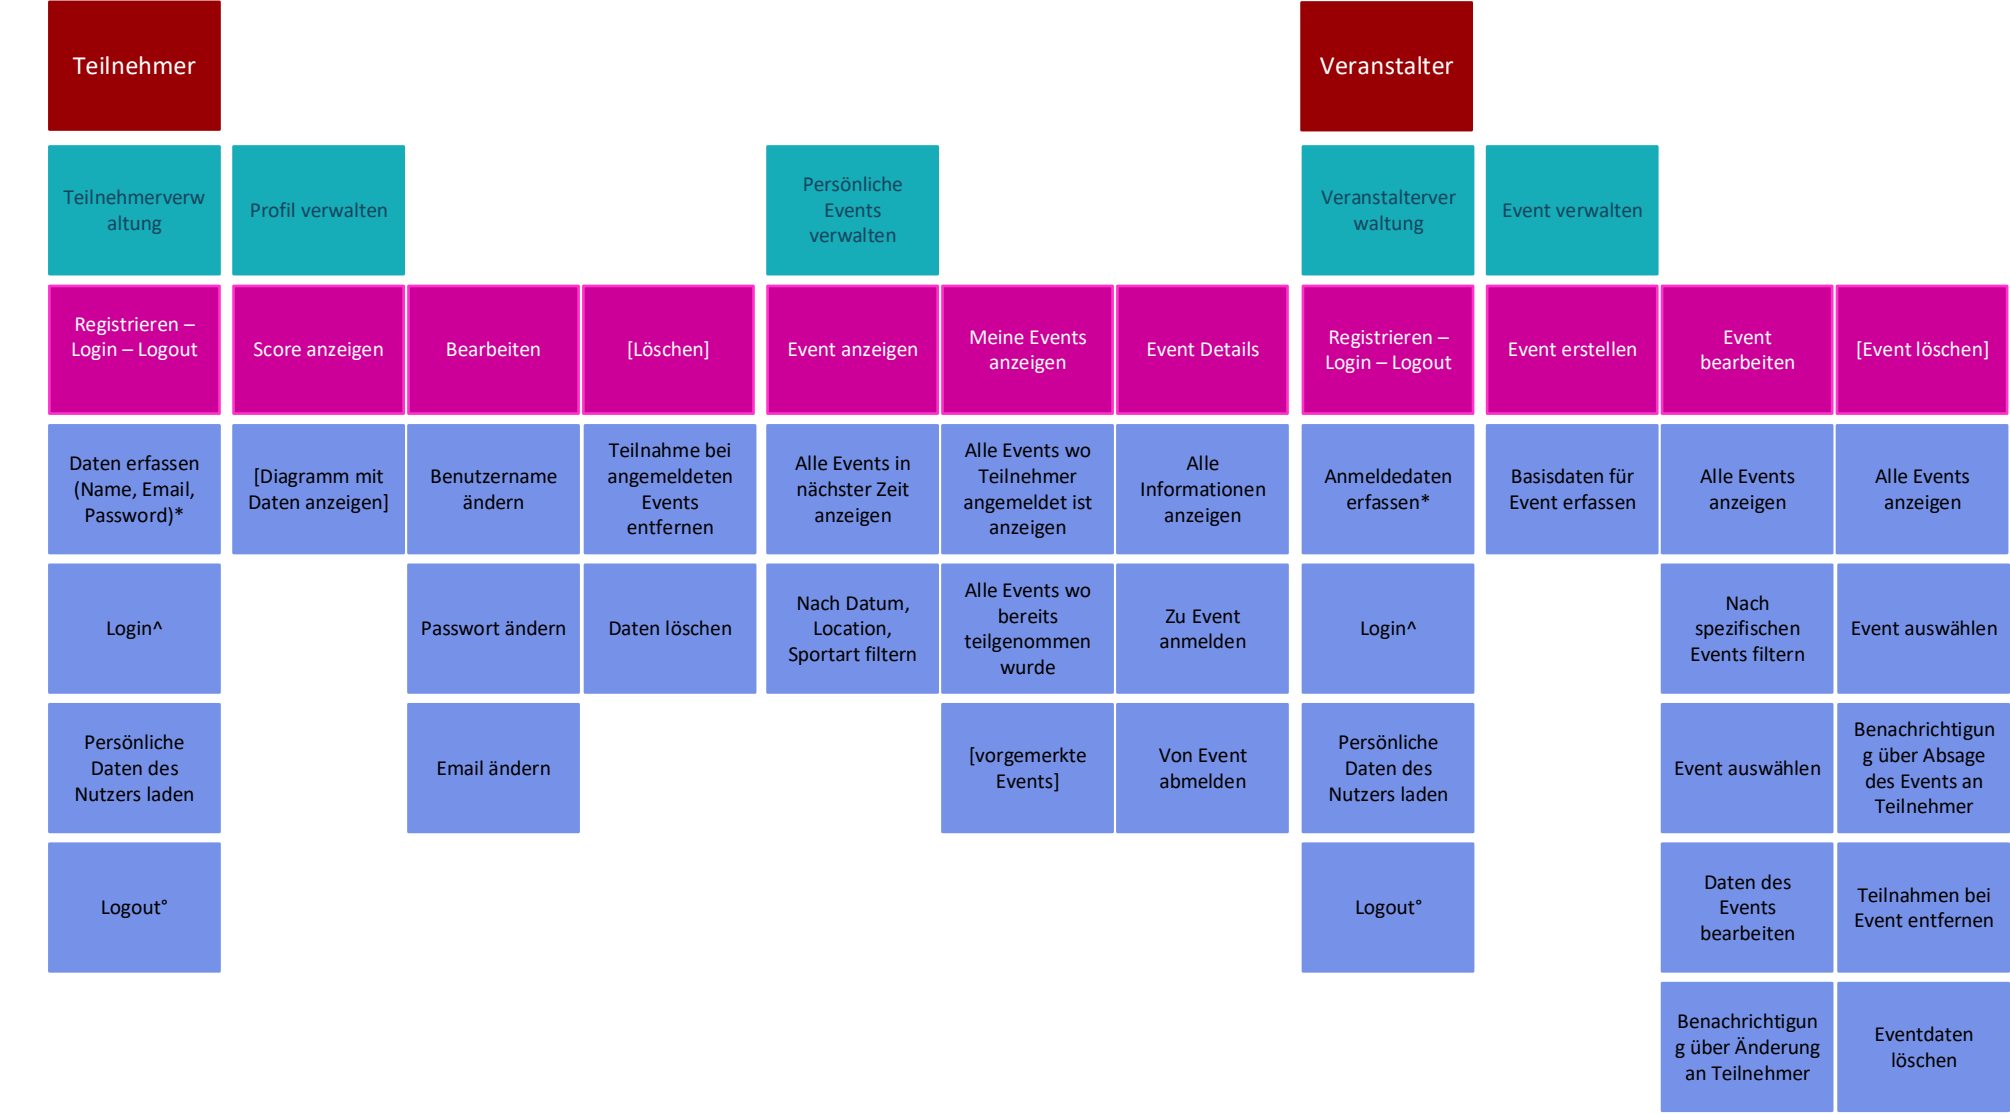 Teilnehmer
Veranstalter
Teilnehmerverw
altung
Profil verwalten
Persönliche
Events
verwalten
Veranstalterver
waltung
Event verwalten
Registrieren –
Login – Logout
Score anzeigen
Bearbeiten
[Löschen]
Event anzeigen
Meine Events
anzeigen
Event Details
Registrieren –
Login – Logout
Event erstellen
Event
bearbeiten
[Event löschen]
Daten erfassen
(Name, Email,
Password)*
[Diagramm mit
Daten anzeigen]
Benutzername
ändern
Teilnahme bei
angemeldeten
Events
entfernen
Alle Events in
nächster Zeit
anzeigen
Alle Events wo
Teilnehmer
angemeldet ist
anzeigen
Alle
Informationen
anzeigen
Anmeldedaten
erfassen*
Basisdaten für
Event erfassen
Alle Events
anzeigen
Alle Events
anzeigen
Login^
Passwort ändern
Daten löschen
Nach Datum,
Location,
Sportart filtern
Alle Events wo
bereits
teilgenommen
wurde
Zu Event
anmelden
Login^
Nach
spezifischen
Events filtern
Event auswählen
Persönliche
Daten des
Nutzers laden
Email ändern
[vorgemerkte
Events]
Von Event
abmelden
Persönliche
Daten des
Nutzers laden
Event auswählen
Benachrichtigun
g über Absage
des Events an
Teilnehmer
Logout°
Logout°
Daten des
Events
bearbeiten
Teilnahmen bei
Event entfernen
Benachrichtigun
g über Änderung
an Teilnehmer
Eventdaten
löschen